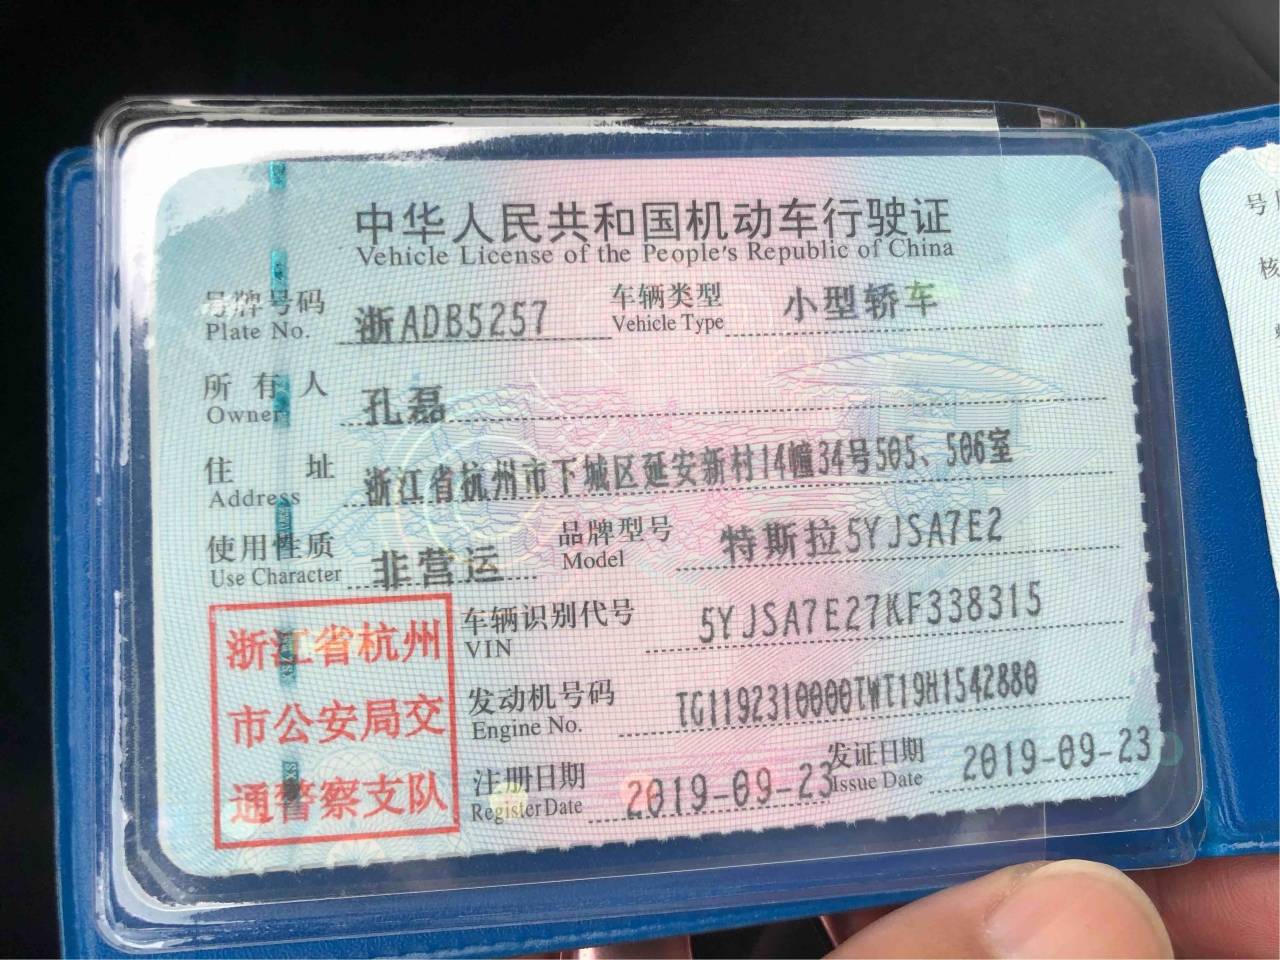 中华人民共和国机动车行驶证
Vehicle License of the People's Republic of China
号牌号码 浙ADB5257 车辆类型 小型轿车
Plate No. Vehicle Type
所有人 孔磊
Owner
住址 浙江省杭州市下城区延安新村14幢34号505、506室
Address
使用性质 非营运 品牌型号 特斯拉5YJSA7E2
Use Character Model
浙江省杭州
市公安局交
通警察支队
车辆识别代号 5YJSA7E27KF338315
VIN
发动机号码 TG1192310000TWT19H1542880
Engine No.
注册日期 2019-09-23 发证日期 2019-09-23
Register Date Issue Date
号
核